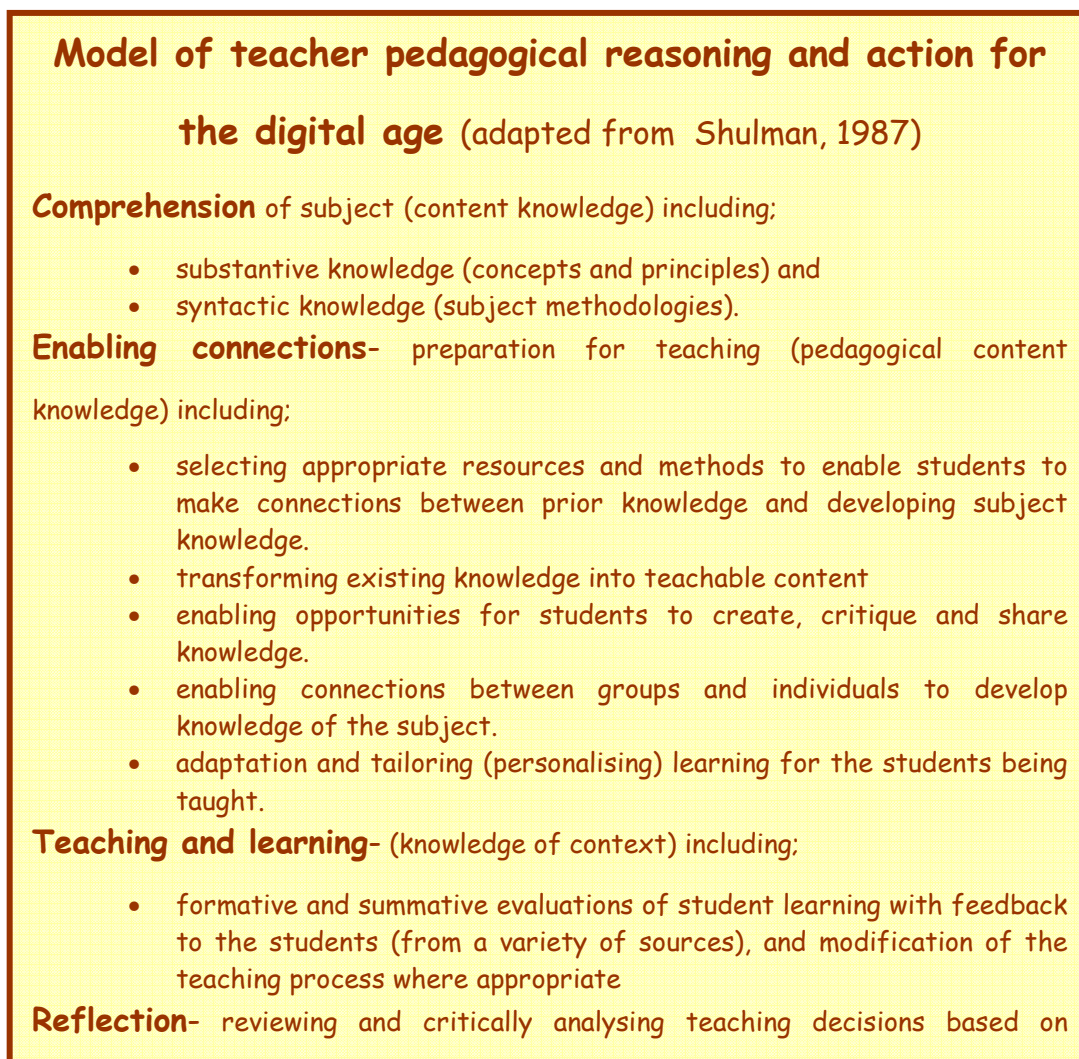 Model of teacher pedagogical reasoning and action for
the digital age (adapted from Shulman, 1987)
Comprehension of subject (content knowledge) including;
• substantive knowledge (concepts and principles) and
• syntactic knowledge (subject methodologies).
Enabling connections- preparation for teaching (pedagogical content
knowledge) including;
• selecting appropriate resources and methods to enable students to
make connections between prior knowledge and developing subject
knowledge.
• transforming existing knowledge into teachable content
• enabling opportunities for students to create, critique and share
knowledge.
• enabling connections between groups and individuals to develop
knowledge of the subject.
• adaptation and tailoring (personalising) learning for the students being
taught.
Teaching and learning- (knowledge of context) including;
• formative and summative evaluations of student learning with feedback
to the students (from a variety of sources), and modification of the
teaching process where appropriate
Reflection- reviewing and critically analysing teaching decisions based on